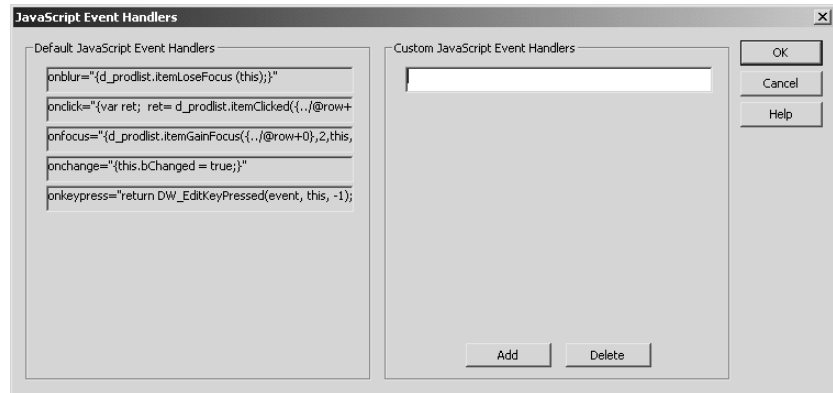 JavaScript Event Handlers
Default JavaScript Event Handlers
onblur="{d_prodlist.itemLoseFocus (this);}"
onclick="{var ret;  ret= d_prodlist.itemClicked({../@row+
onfocus="{d_prodlist.itemGainFocus({../@row+0},2,this,
onchange="{this.bChanged = true;}"
onkeypress="return DW_EditKeyPressed(event, this, -1);
Custom JavaScript Event Handlers
Add
Delete
OK
Cancel
Help